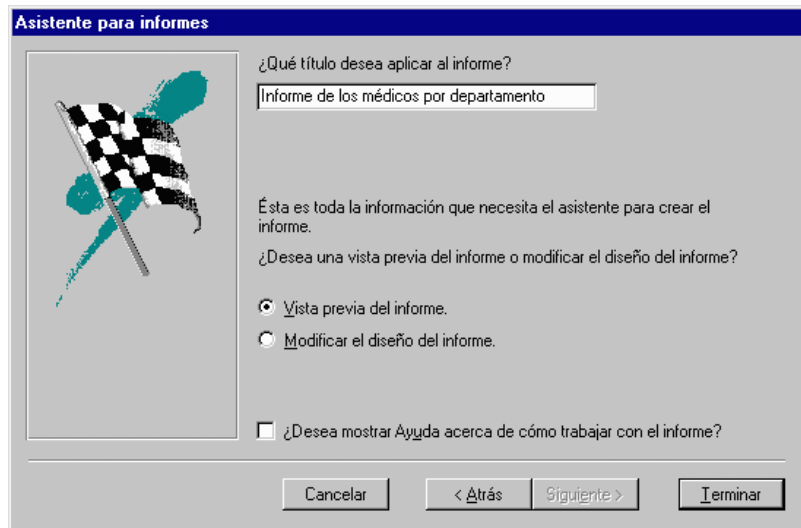 Asistente para informes
¿Qué título desea aplicar al informe?
Informe de los médicos por departamento
Ésta es toda la información que necesita el asistente para crear el
informe.
¿Desea una vista previa del informe o modificar el diseño del informe?
Vista previa del informe.
Modificar el diseño del informe.
¿Desea mostrar Ayuda acerca de cómo trabajar con el informe?
Cancelar
< Atrás
Siguiente >
Terminar